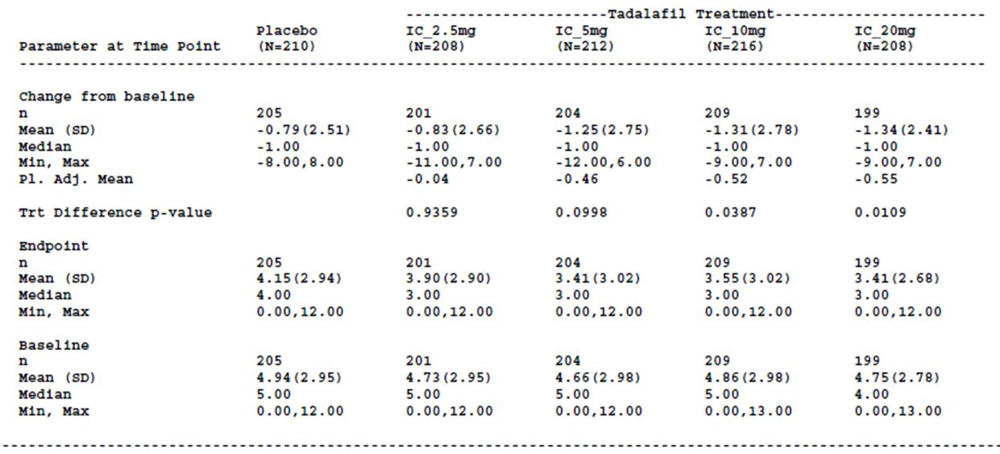 -----------------------Tadalafil Treatment------------------------
Placebo IC_2.5mg IC_5mg IC_10mg IC_20mg
Parameter at Time Point (N=210) (N=208) (N=212) (N=216) (N=208)
Change from baseline
n 205 201 204 209 199
Mean (SD) -0.79(2.51) -0.83(2.66) -1.25(2.75) -1.31(2.78) -1.34(2.41)
Median -1.00 -1.00 -1.00 -1.00 -1.00
Min, Max -8.00,8.00 -11.00,7.00 -12.00,6.00 -9.00,7.00 -9.00,7.00
Pl. Adj. Mean -0.04 -0.46 -0.52 -0.55
Trt Difference p-value 0.9359 0.0998 0.0387 0.0109
Endpoint
n 205 201 204 209 199
Mean (SD) 4.15(2.94) 3.90(2.90) 3.41(3.02) 3.55(3.02) 3.41(2.68)
Median 4.00 3.00 3.00 3.00 3.00
Min, Max 0.00,12.00 0.00,12.00 0.00,12.00 0.00,12.00 0.00,12.00
Baseline
n 205 201 204 209 199
Mean (SD) 4.94(2.95) 4.73(2.95) 4.66(2.98) 4.86(2.98) 4.75(2.78)
Median 5.00 5.00 5.00 5.00 4.00
Min, Max 0.00,12.00 0.00,12.00 0.00,12.00 0.00,13.00 0.00,13.00